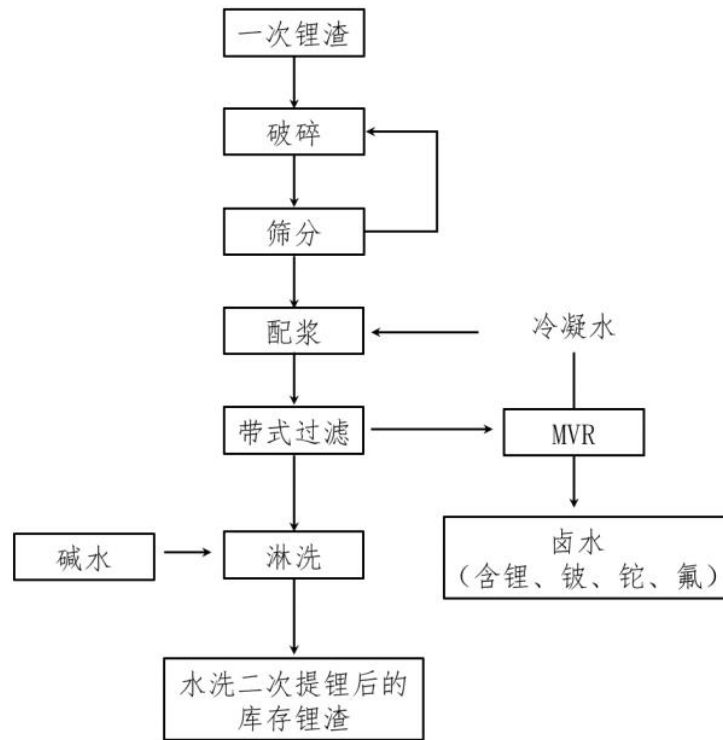 一次锂渣
破碎
筛分
配浆
冷凝水
带式过滤
MVR
碱水
淋洗
卤水
（含锂、铍、铊、氟）
水洗二次提锂后的
库存锂渣